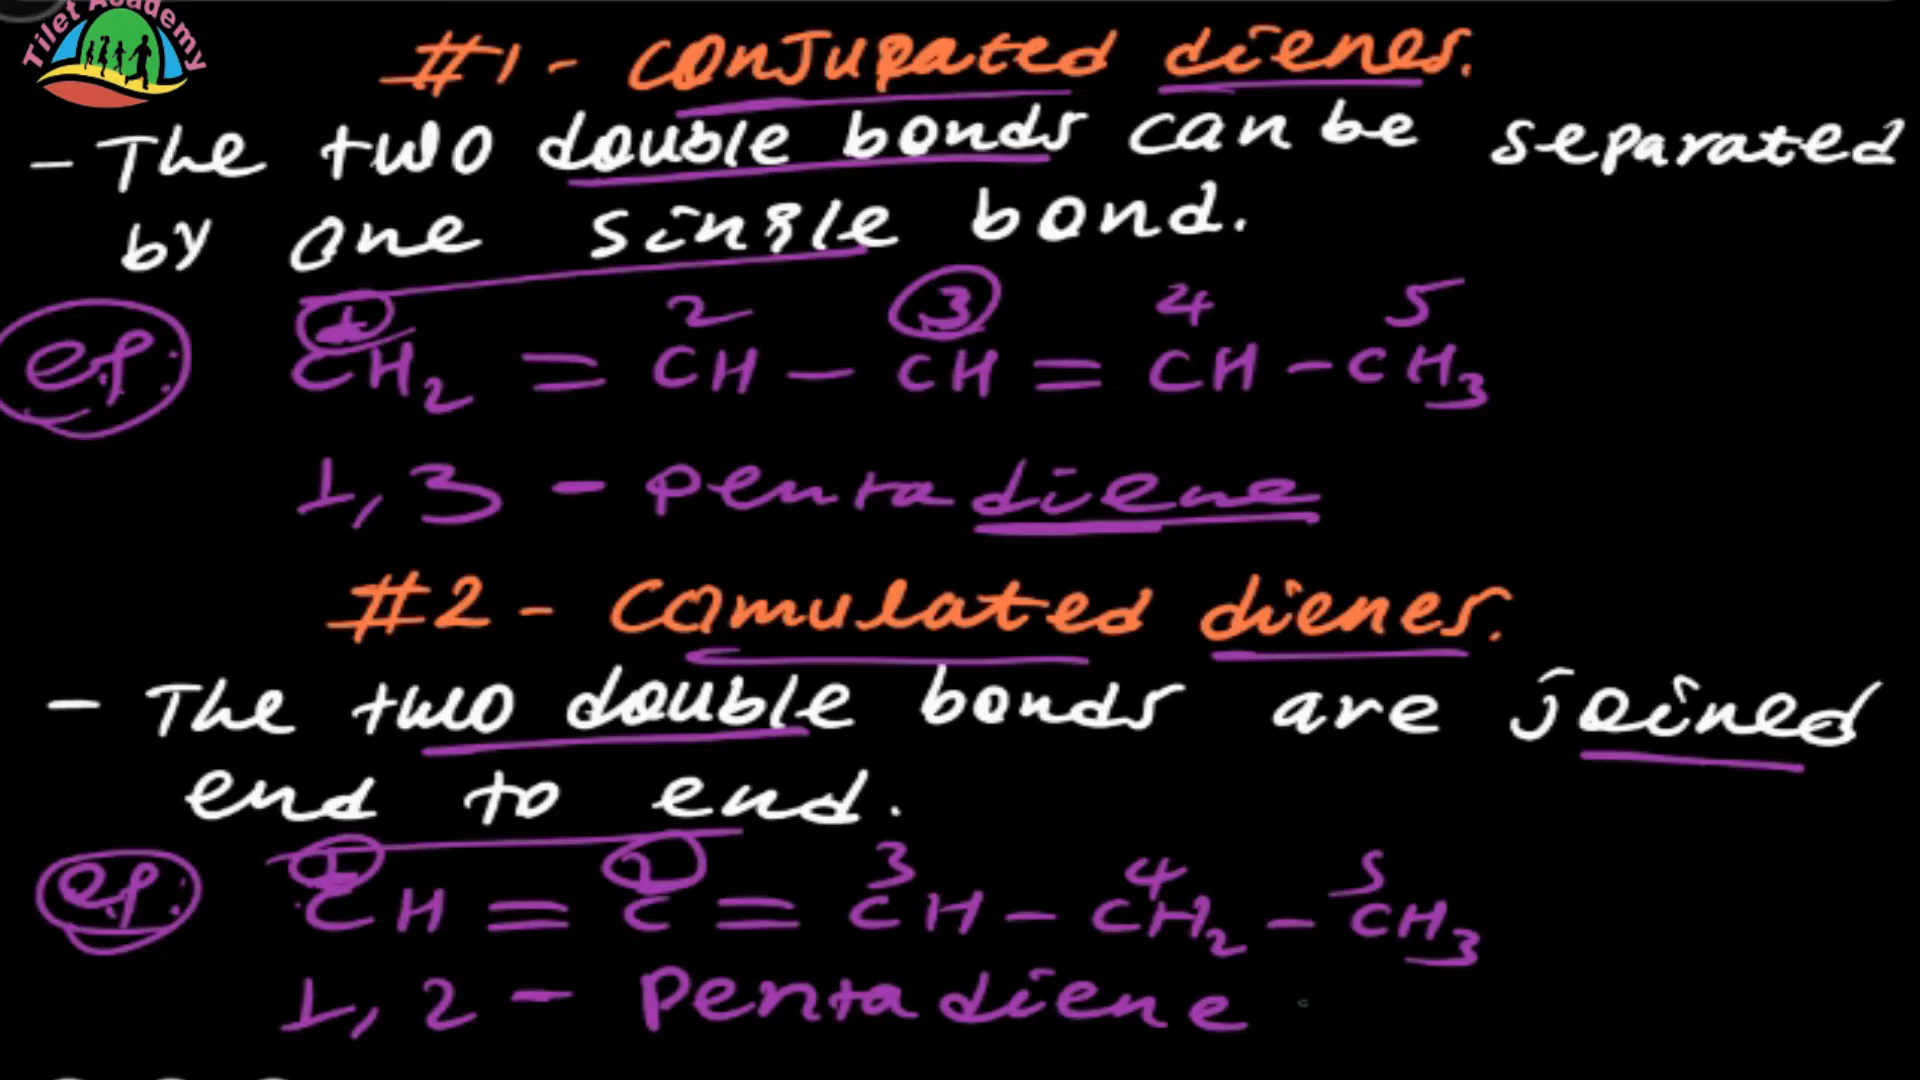 Tilet Academy
#1 - conjugated dienes.
- The two double bonds can be separated
by one single bond.
1 2 3 4 5
eg: CH2 = CH - CH = CH - CH3
1,3 - pentadiene
#2 - Comulated dienes.
- The two double bonds are joined
end to end.
1 2 3 4 5
eg: CH = C = CH - CH2 - CH3
1,2 - pentadiene